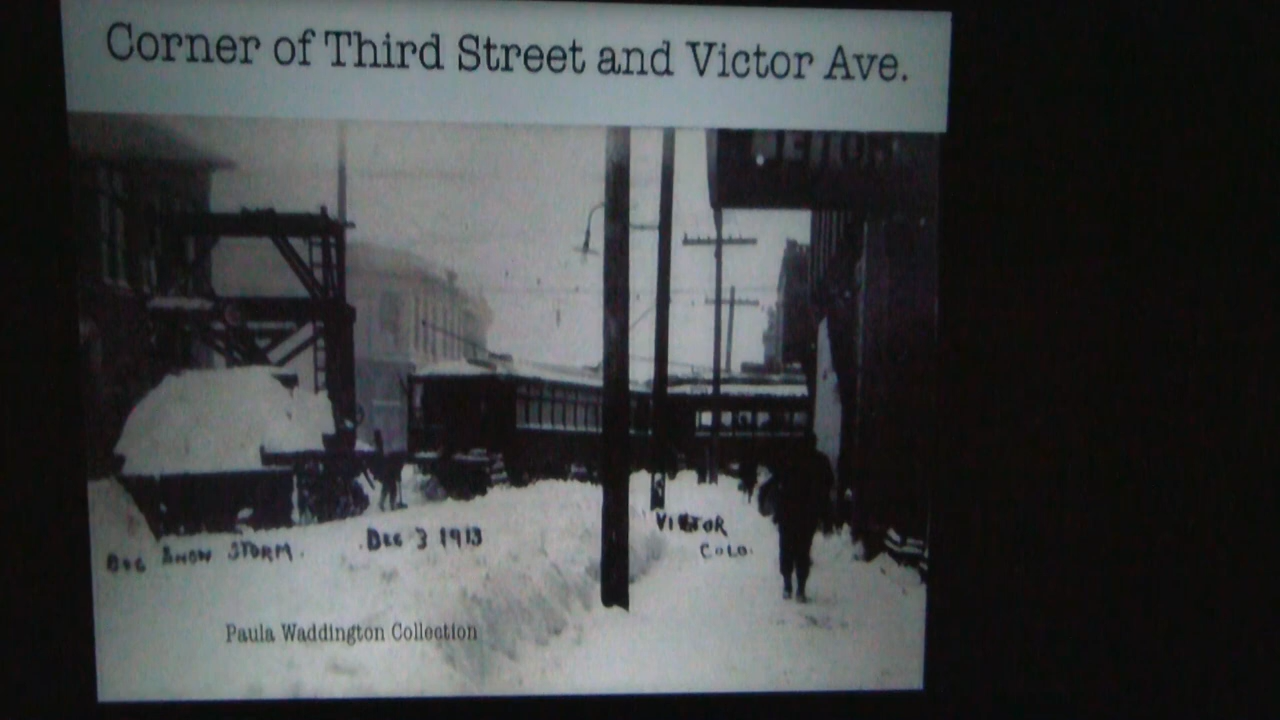 Corner of Third Street and Victor Ave.
BIG SNOW STORM. DEC 3 1913
VICTOR
COLO.
Paula Waddington Collection